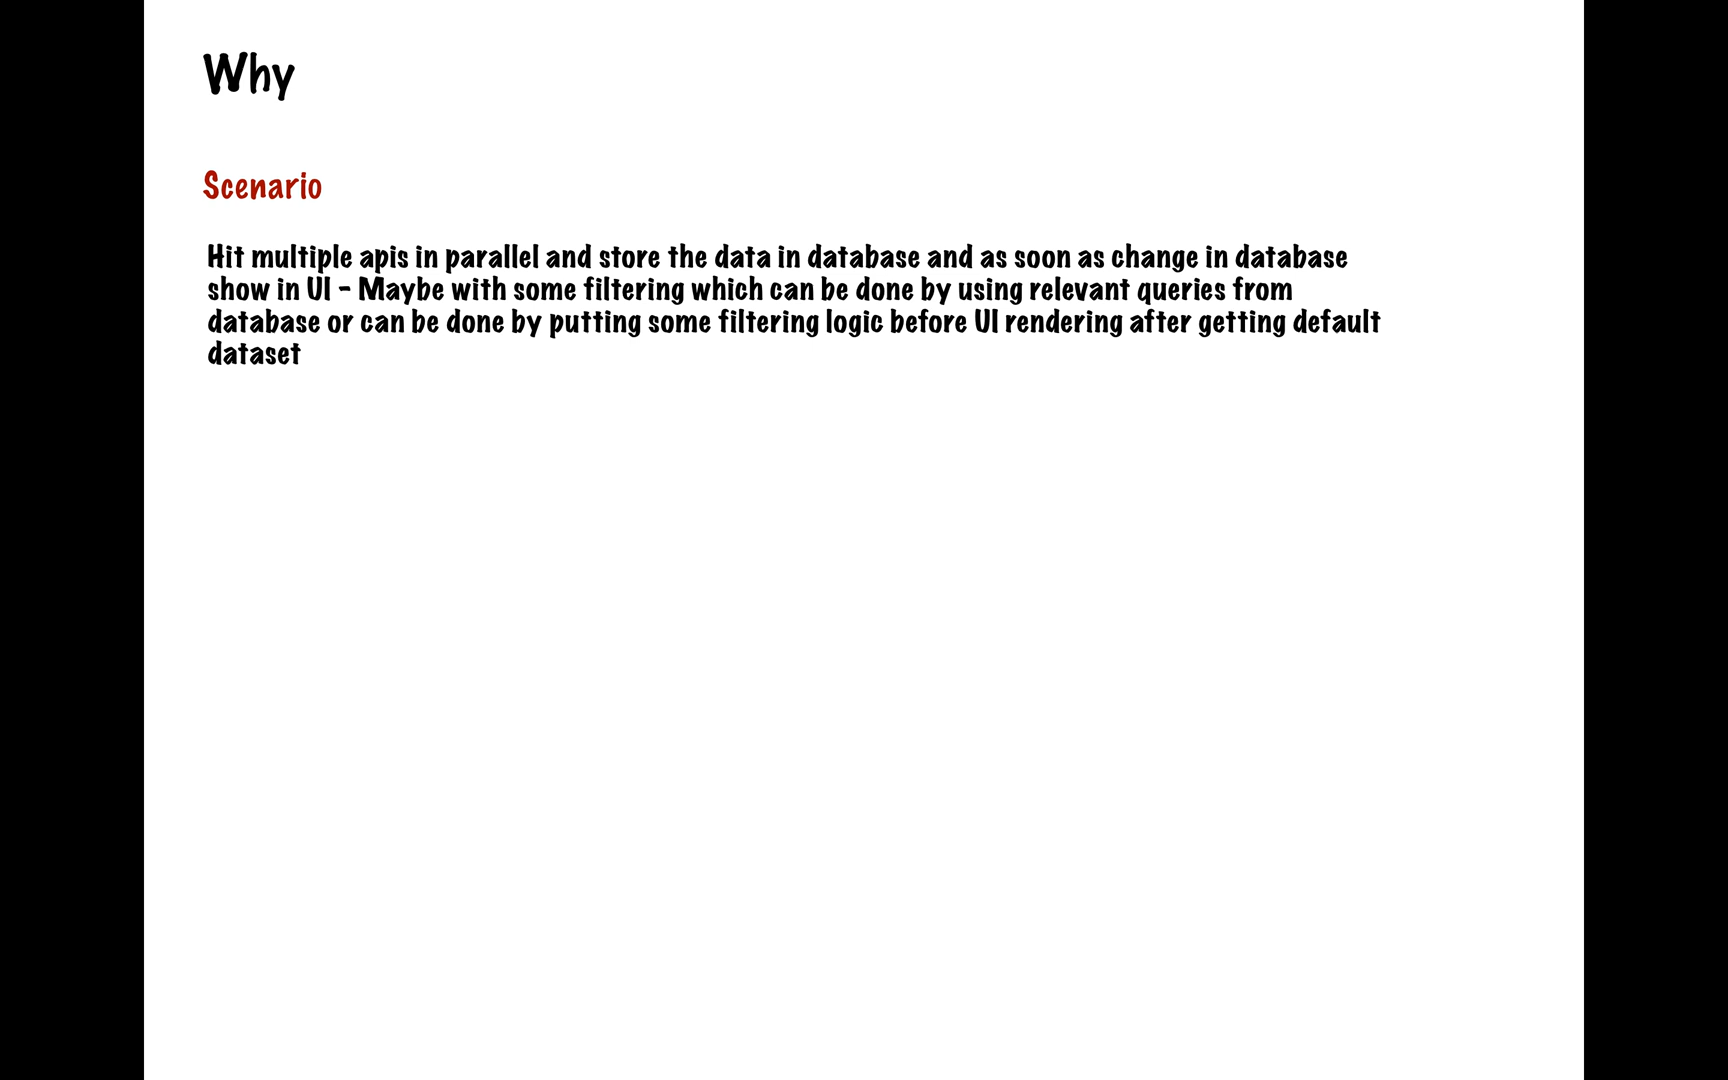 Why
Scenario
Hit multiple apis in parallel and store the data in database and as soon as change in database
show in UI - Maybe with some filtering which can be done by using relevant queries from
database or can be done by putting some filtering logic before UI rendering after getting default
dataset